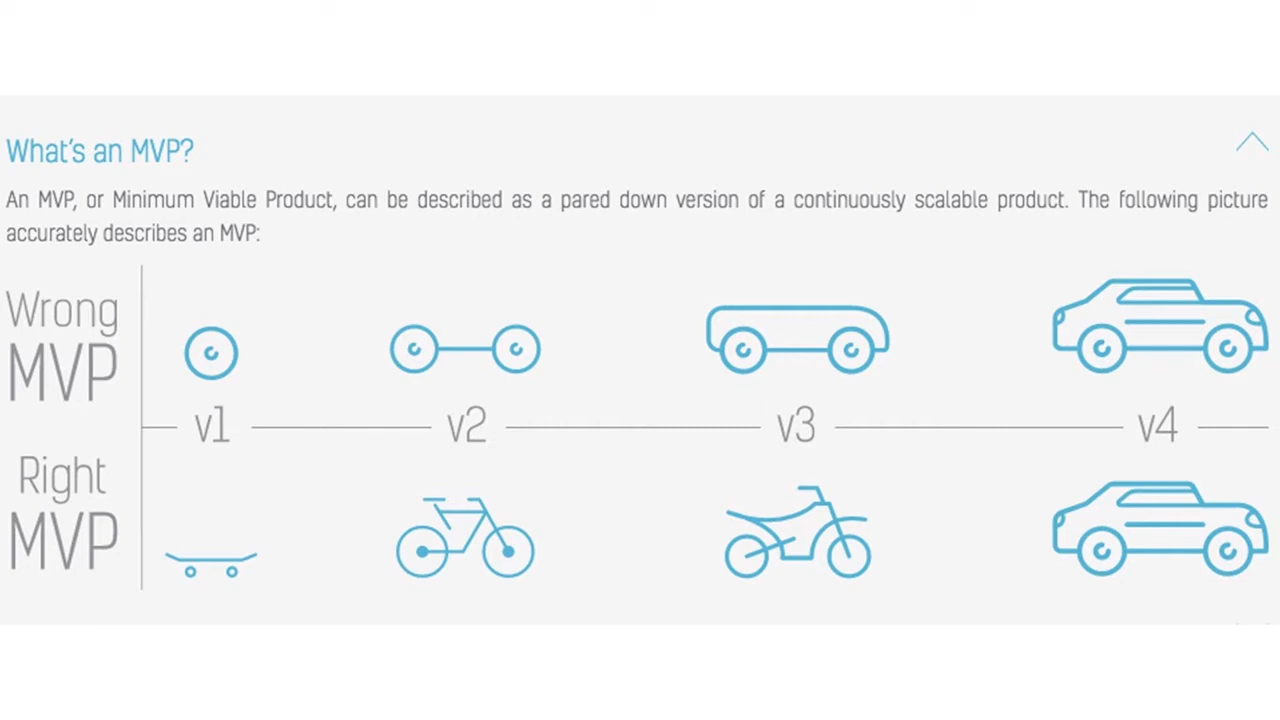 What's an MVP?
An MVP, or Minimum Viable Product, can be described as a pared down version of a continuously scalable product. The following picture
accurately describes an MVP:
Wrong
MVP
v1
v2
v3
v4
Right
MVP